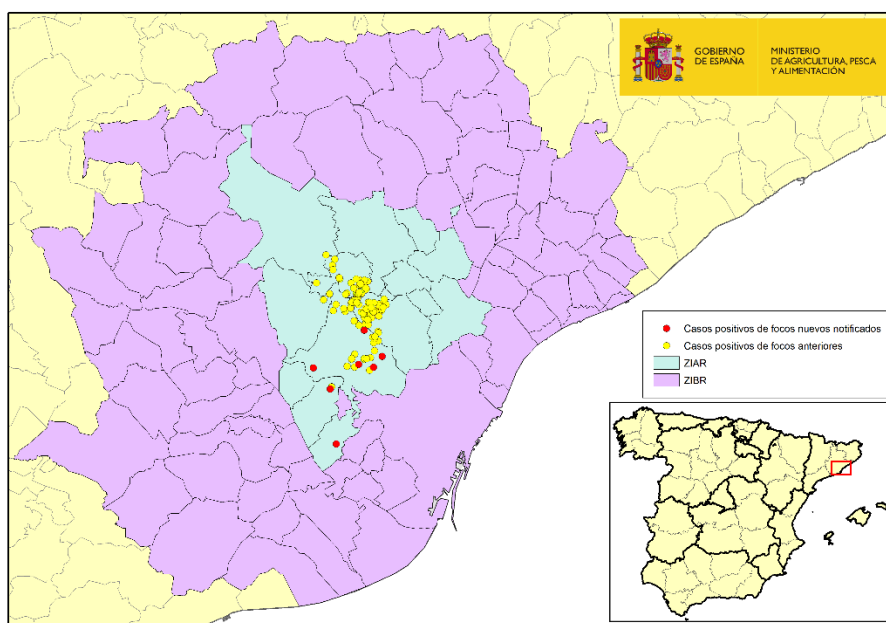 GOBIERNO
DE ESPAÑA
MINISTERIO
DE AGRICULTURA, PESCA
Y ALIMENTACIÓN
Casos positivos de focos nuevos notificados
Casos positivos de focos anteriores
ZIAR
ZIBR